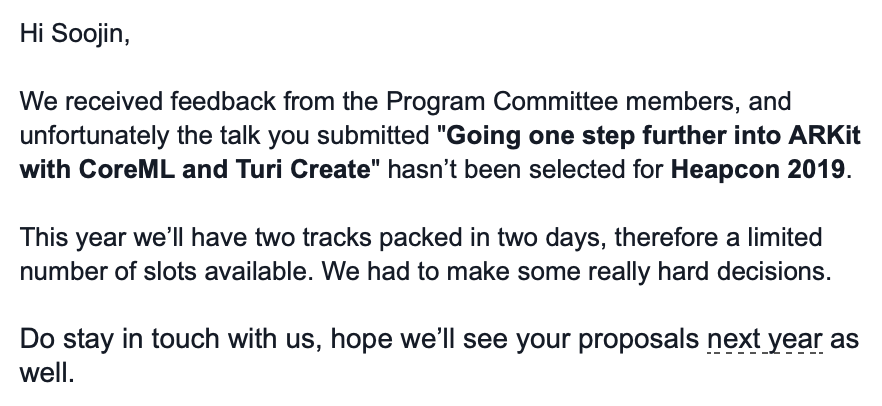 Hi Soojin,
We received feedback from the Program Committee members, and
unfortunately the talk you submitted "Going one step further into ARKit
with CoreML and Turi Create" hasn’t been selected for Heapcon 2019.
This year we’ll have two tracks packed in two days, therefore a limited
number of slots available. We had to make some really hard decisions.
Do stay in touch with us, hope we’ll see your proposals next year as
well.